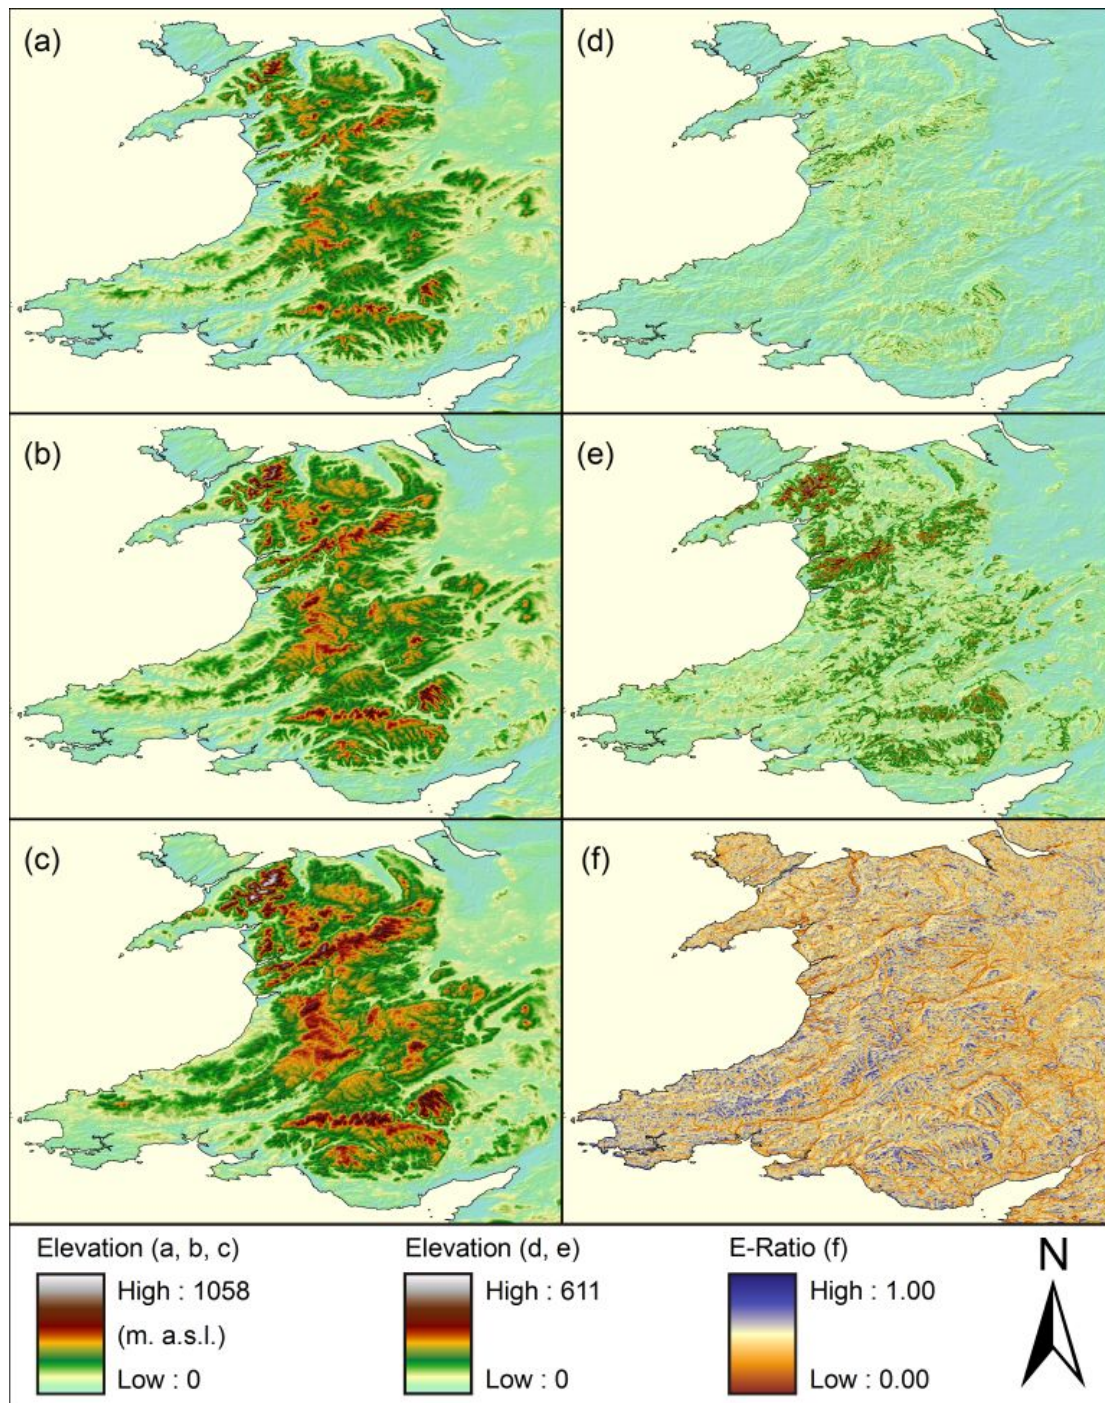 (a)
(d)
(b)
(e)
(c)
(f)
Elevation (a, b, c)
High : 1058
(m. a.s.l.)
Low : 0
Elevation (d, e)
High : 611
Low : 0
E-Ratio (f)
High : 1.00
Low : 0.00
N